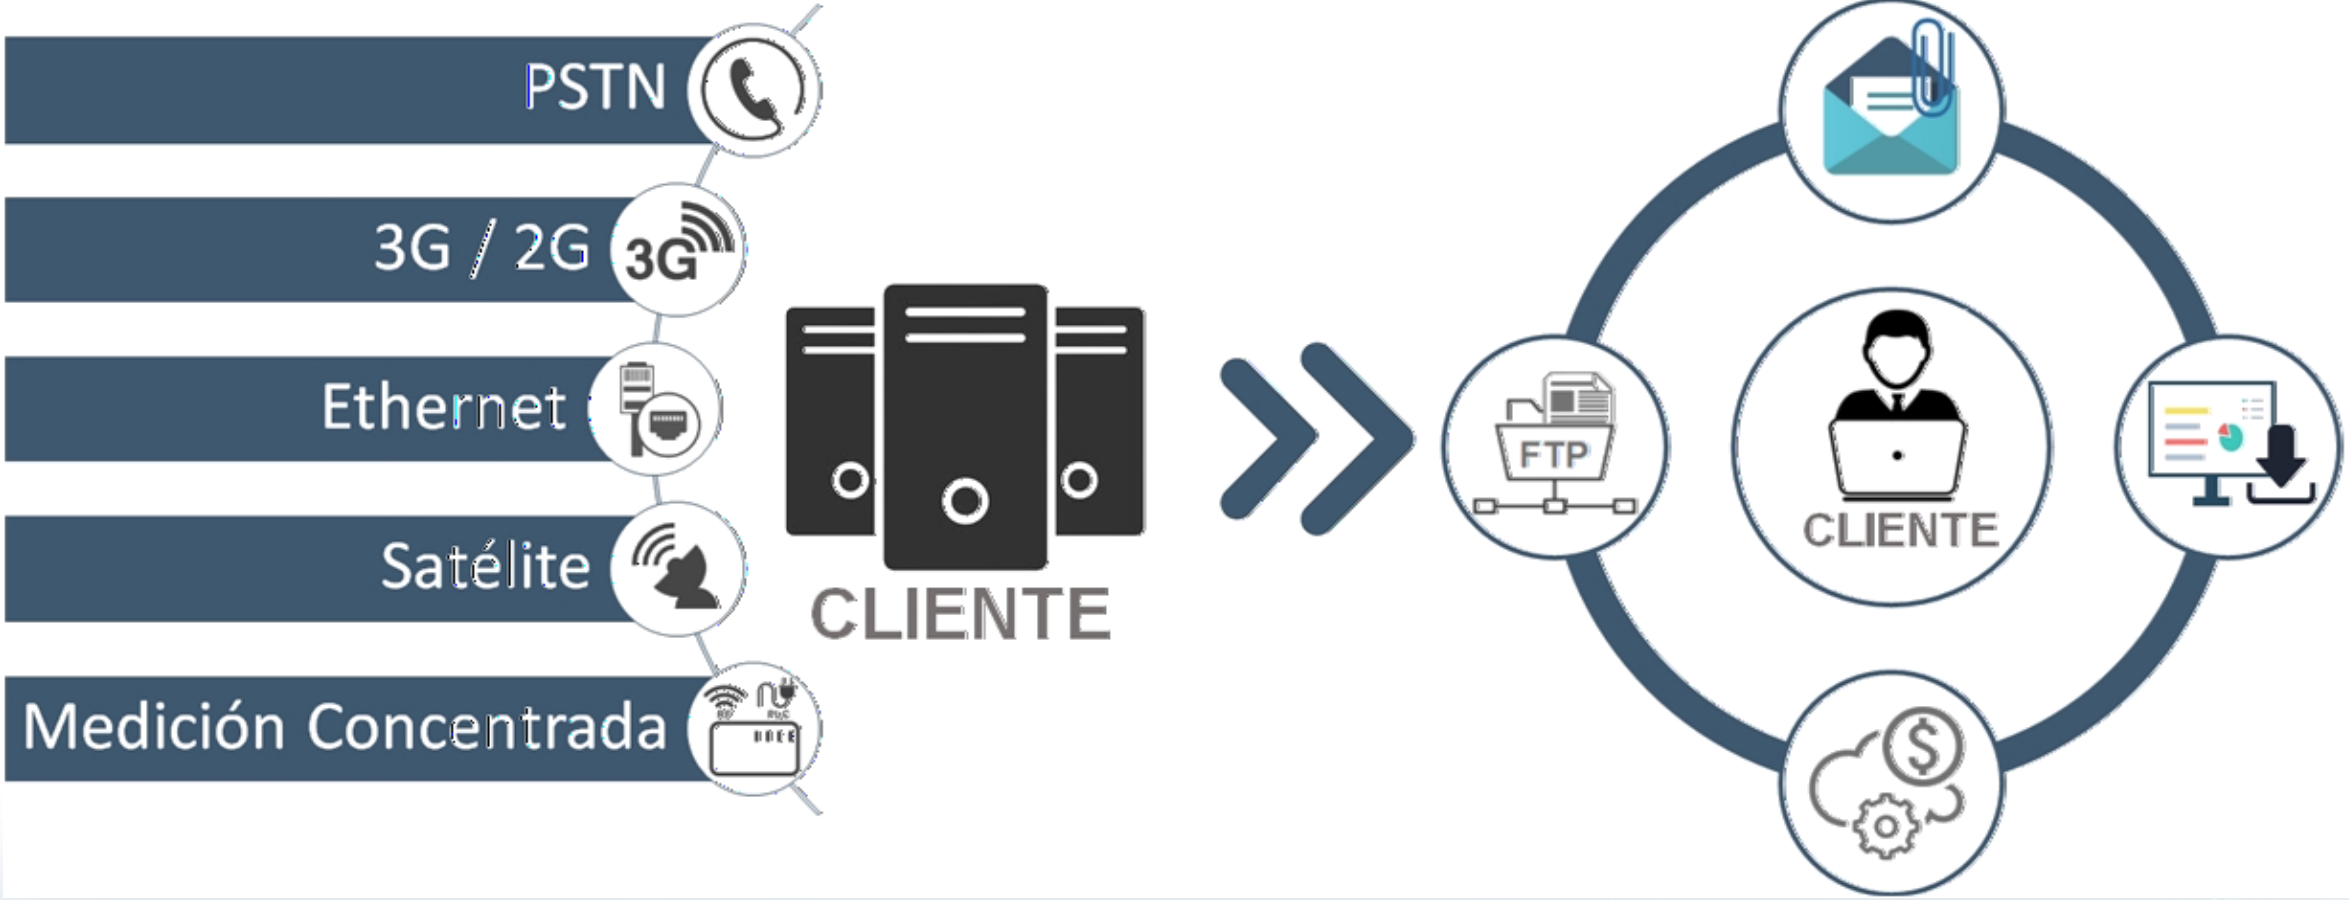 PSTN
3G / 2G
3G
Ethernet
Satélite
Medición Concentrada
CLIENTE
FTP
CLIENTE
$